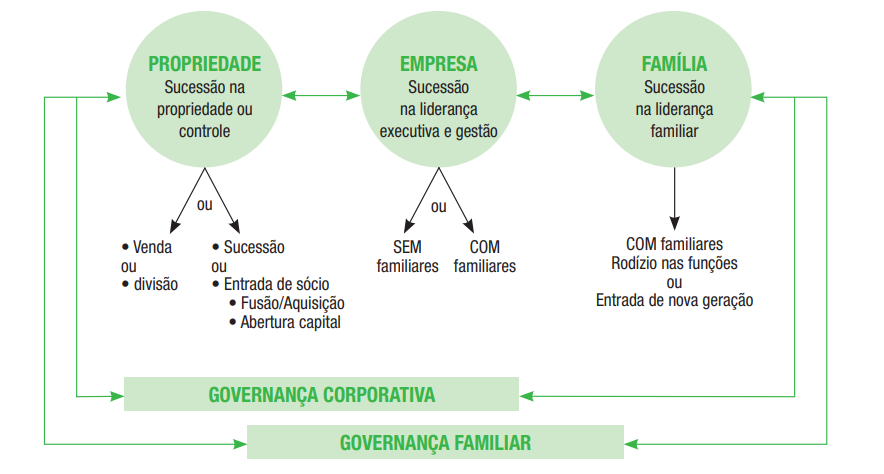 PROPRIEDADE
Sucessão na
propriedade ou
controle
EMPRESA
Sucessão
na liderança
executiva e gestão
FAMÍLIA
Sucessão
na liderança
familiar
ou
• Venda
ou
• divisão
• Sucessão
ou
• Entrada de sócio
• Fusão/Aquisição
• Abertura capital
ou
SEM
familiares
COM
familiares
COM familiares
Rodízio nas funções
ou
Entrada de nova geração
GOVERNANÇA CORPORATIVA
GOVERNANÇA FAMILIAR